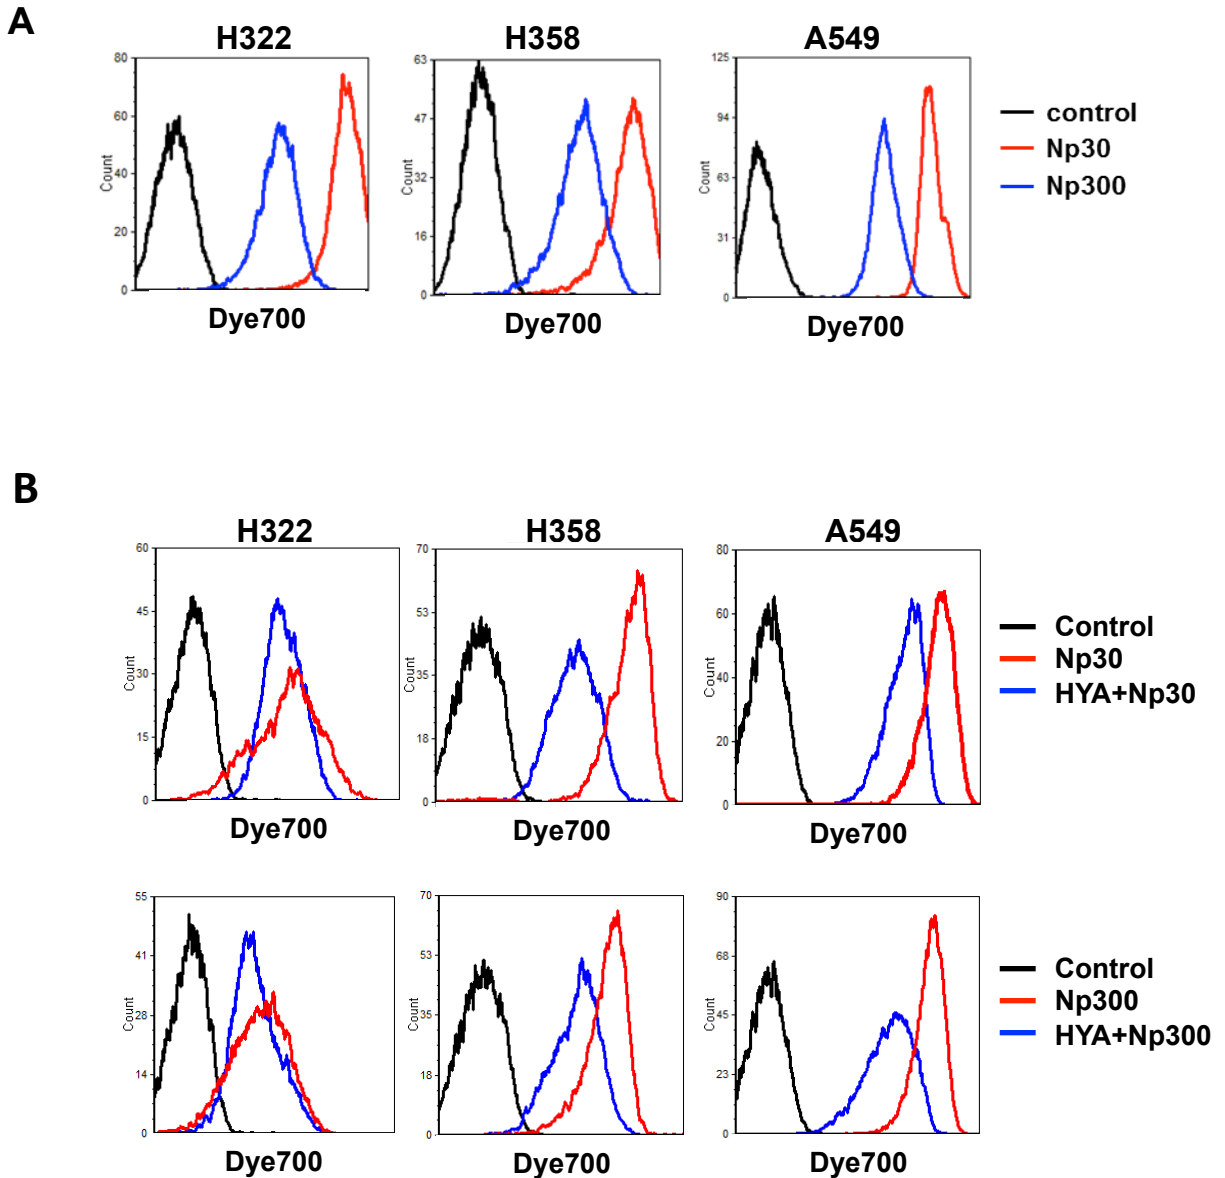 A
H322 H358 A549
80 60 40 20 0 Count
63 47 32 16 0 Count
125 94 63 31 0 Count
control
Np30
Np300
Dye700 Dye700 Dye700
B
H322 H358 A549
60 45 30 15 0 Count
70 53 35 18 0 Count
80 60 40 20 0 Count
Control
Np30
HYA+Np30
Dye700 Dye700 Dye700
55 41 28 14 0 Count
70 53 35 18 0 Count
90 68 45 23 0 Count
Control
Np300
HYA+Np300
Dye700 Dye700 Dye700